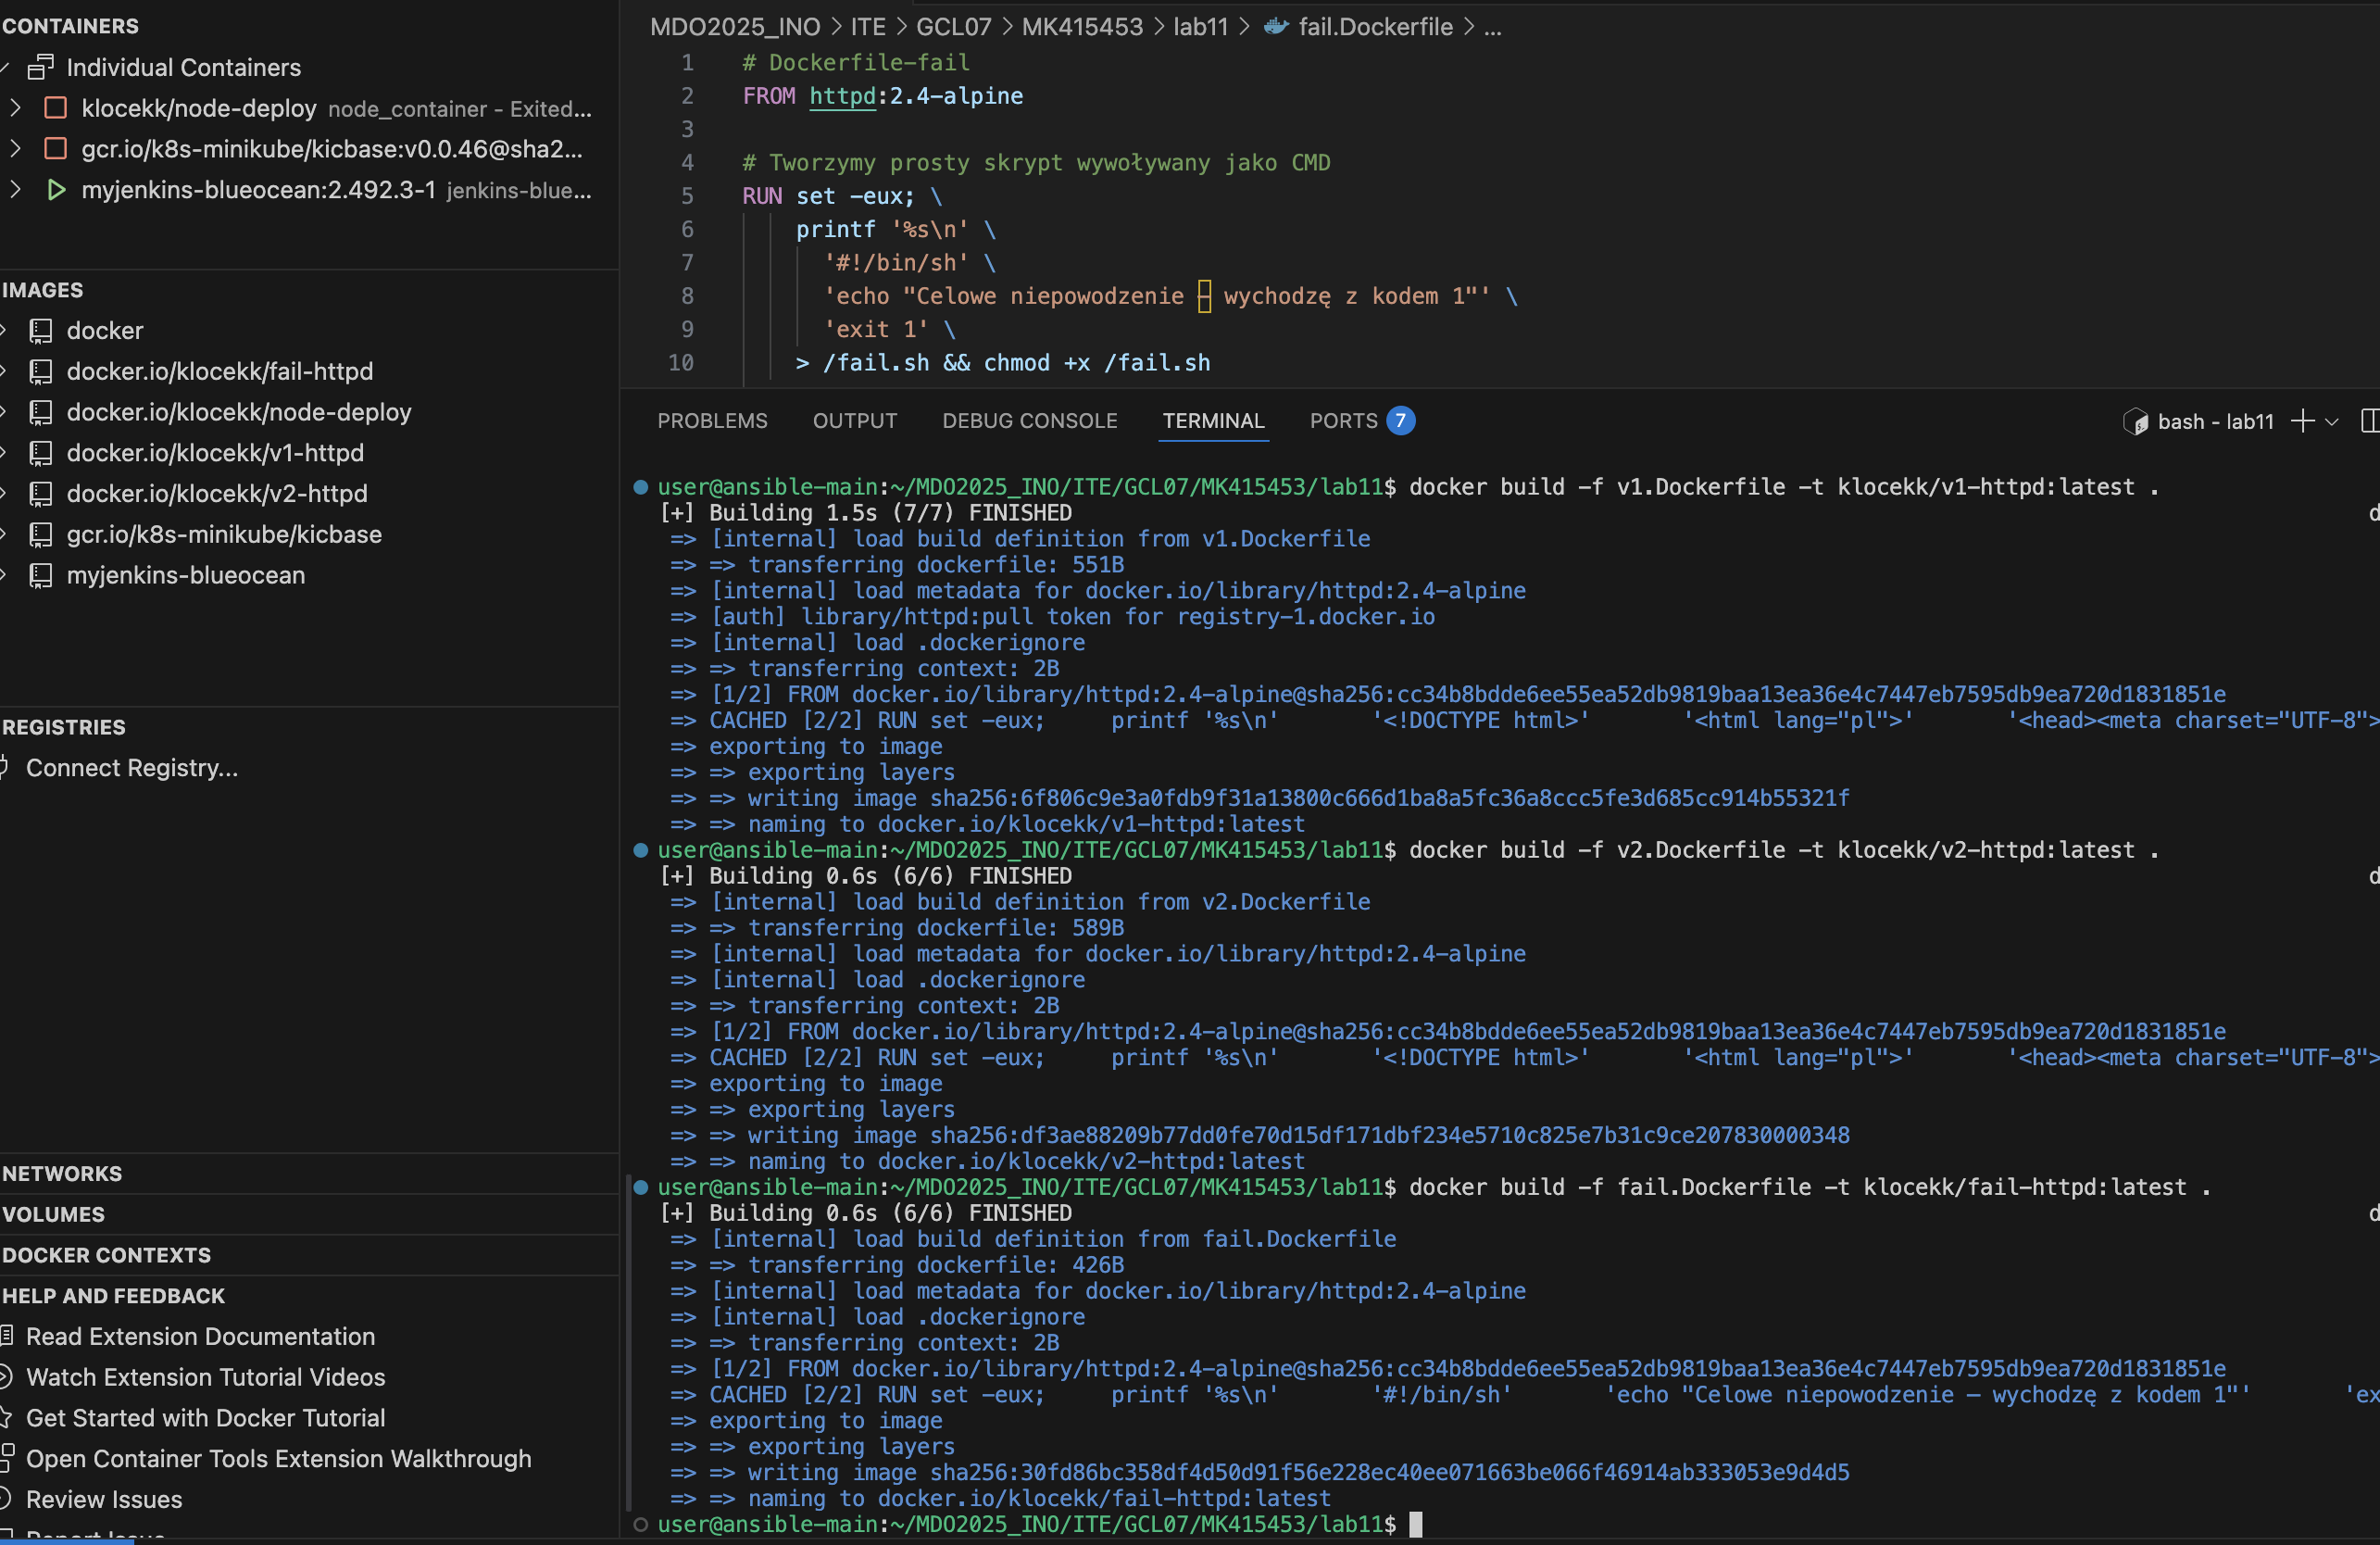 CONTAINERS
Individual Containers
klocekk/node-deploy node_container - Exited...
gcr.io/k8s-minikube/kicbase:v0.0.46@sha2...
myjenkins-blueocean:2.492.3-1 jenkins-blue...
IMAGES
docker
docker.io/klocekk/fail-httpd
docker.io/klocekk/node-deploy
docker.io/klocekk/v1-httpd
docker.io/klocekk/v2-httpd
gcr.io/k8s-minikube/kicbase
myjenkins-blueocean
REGISTRIES
Connect Registry...
NETWORKS
VOLUMES
DOCKER CONTEXTS
HELP AND FEEDBACK
Read Extension Documentation
Watch Extension Tutorial Videos
Get Started with Docker Tutorial
Open Container Tools Extension Walkthrough
Review Issues
Report Issue
MDO2025_INO > ITE > GCL07 > MK415453 > lab11 > fail.Dockerfile > ...
1 # Dockerfile-fail
2 FROM httpd:2.4-alpine
3
4 # Tworzymy prosty skrypt wywoływany jako CMD
5 RUN set -eux; \
6 printf '%s\n' \
7 '#!/bin/sh' \
8 'echo "Celowe niepowodzenie – wychodzę z kodem 1"' \
9 'exit 1' \
10 > /fail.sh && chmod +x /fail.sh
PROBLEMS OUTPUT DEBUG CONSOLE TERMINAL PORTS 7 bash - lab11
user@ansible-main:~/MDO2025_INO/ITE/GCL07/MK415453/lab11$ docker build -f v1.Dockerfile -t klocekk/v1-httpd:latest .
[+] Building 1.5s (7/7) FINISHED d
=> [internal] load build definition from v1.Dockerfile
=> => transferring dockerfile: 551B
=> [internal] load metadata for docker.io/library/httpd:2.4-alpine
=> [auth] library/httpd:pull token for registry-1.docker.io
=> [internal] load .dockerignore
=> => transferring context: 2B
=> [1/2] FROM docker.io/library/httpd:2.4-alpine@sha256:cc34b8bdde6ee55ea52db9819baa13ea36e4c7447eb7595db9ea720d1831851e
=> CACHED [2/2] RUN set -eux; printf '%s\n' '<!DOCTYPE html>' '<html lang="pl">' '<head><meta charset="UTF-8">
=> exporting to image
=> => exporting layers
=> => writing image sha256:6f806c9e3a0fdb9f31a13800c666d1ba8a5fc36a8ccc5fe3d685cc914b55321f
=> => naming to docker.io/klocekk/v1-httpd:latest
user@ansible-main:~/MDO2025_INO/ITE/GCL07/MK415453/lab11$ docker build -f v2.Dockerfile -t klocekk/v2-httpd:latest .
[+] Building 0.6s (6/6) FINISHED d
=> [internal] load build definition from v2.Dockerfile
=> => transferring dockerfile: 589B
=> [internal] load metadata for docker.io/library/httpd:2.4-alpine
=> [internal] load .dockerignore
=> => transferring context: 2B
=> [1/2] FROM docker.io/library/httpd:2.4-alpine@sha256:cc34b8bdde6ee55ea52db9819baa13ea36e4c7447eb7595db9ea720d1831851e
=> CACHED [2/2] RUN set -eux; printf '%s\n' '<!DOCTYPE html>' '<html lang="pl">' '<head><meta charset="UTF-8">
=> exporting to image
=> => exporting layers
=> => writing image sha256:df3ae88209b77dd0fe70d15df171dbf234e5710c825e7b31c9ce207830000348
=> => naming to docker.io/klocekk/v2-httpd:latest
user@ansible-main:~/MDO2025_INO/ITE/GCL07/MK415453/lab11$ docker build -f fail.Dockerfile -t klocekk/fail-httpd:latest .
[+] Building 0.6s (6/6) FINISHED d
=> [internal] load build definition from fail.Dockerfile
=> => transferring dockerfile: 426B
=> [internal] load metadata for docker.io/library/httpd:2.4-alpine
=> [internal] load .dockerignore
=> => transferring context: 2B
=> [1/2] FROM docker.io/library/httpd:2.4-alpine@sha256:cc34b8bdde6ee55ea52db9819baa13ea36e4c7447eb7595db9ea720d1831851e
=> CACHED [2/2] RUN set -eux; printf '%s\n' '#!/bin/sh' 'echo "Celowe niepowodzenie – wychodzę z kodem 1"' 'ex
=> exporting to image
=> => exporting layers
=> => writing image sha256:30fd86bc358df4d50d91f56e228ec40ee071663be066f46914ab333053e9d4d5
=> => naming to docker.io/klocekk/fail-httpd:latest
user@ansible-main:~/MDO2025_INO/ITE/GCL07/MK415453/lab11$